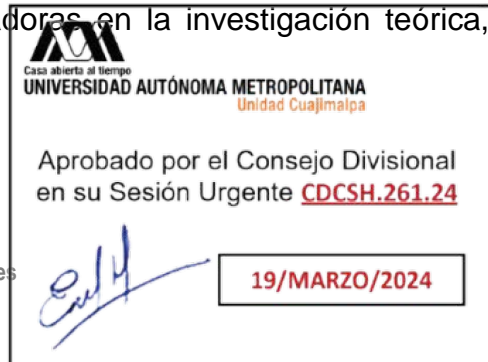 doras en la investigación teórica,
Casa abierta al tiempo
UNIVERSIDAD AUTÓNOMA METROPOLITANA
Unidad Cuajimalpa
Aprobado por el Consejo Divisional
en su Sesión Urgente CDCSH.261.24
es
19/MARZO/2024